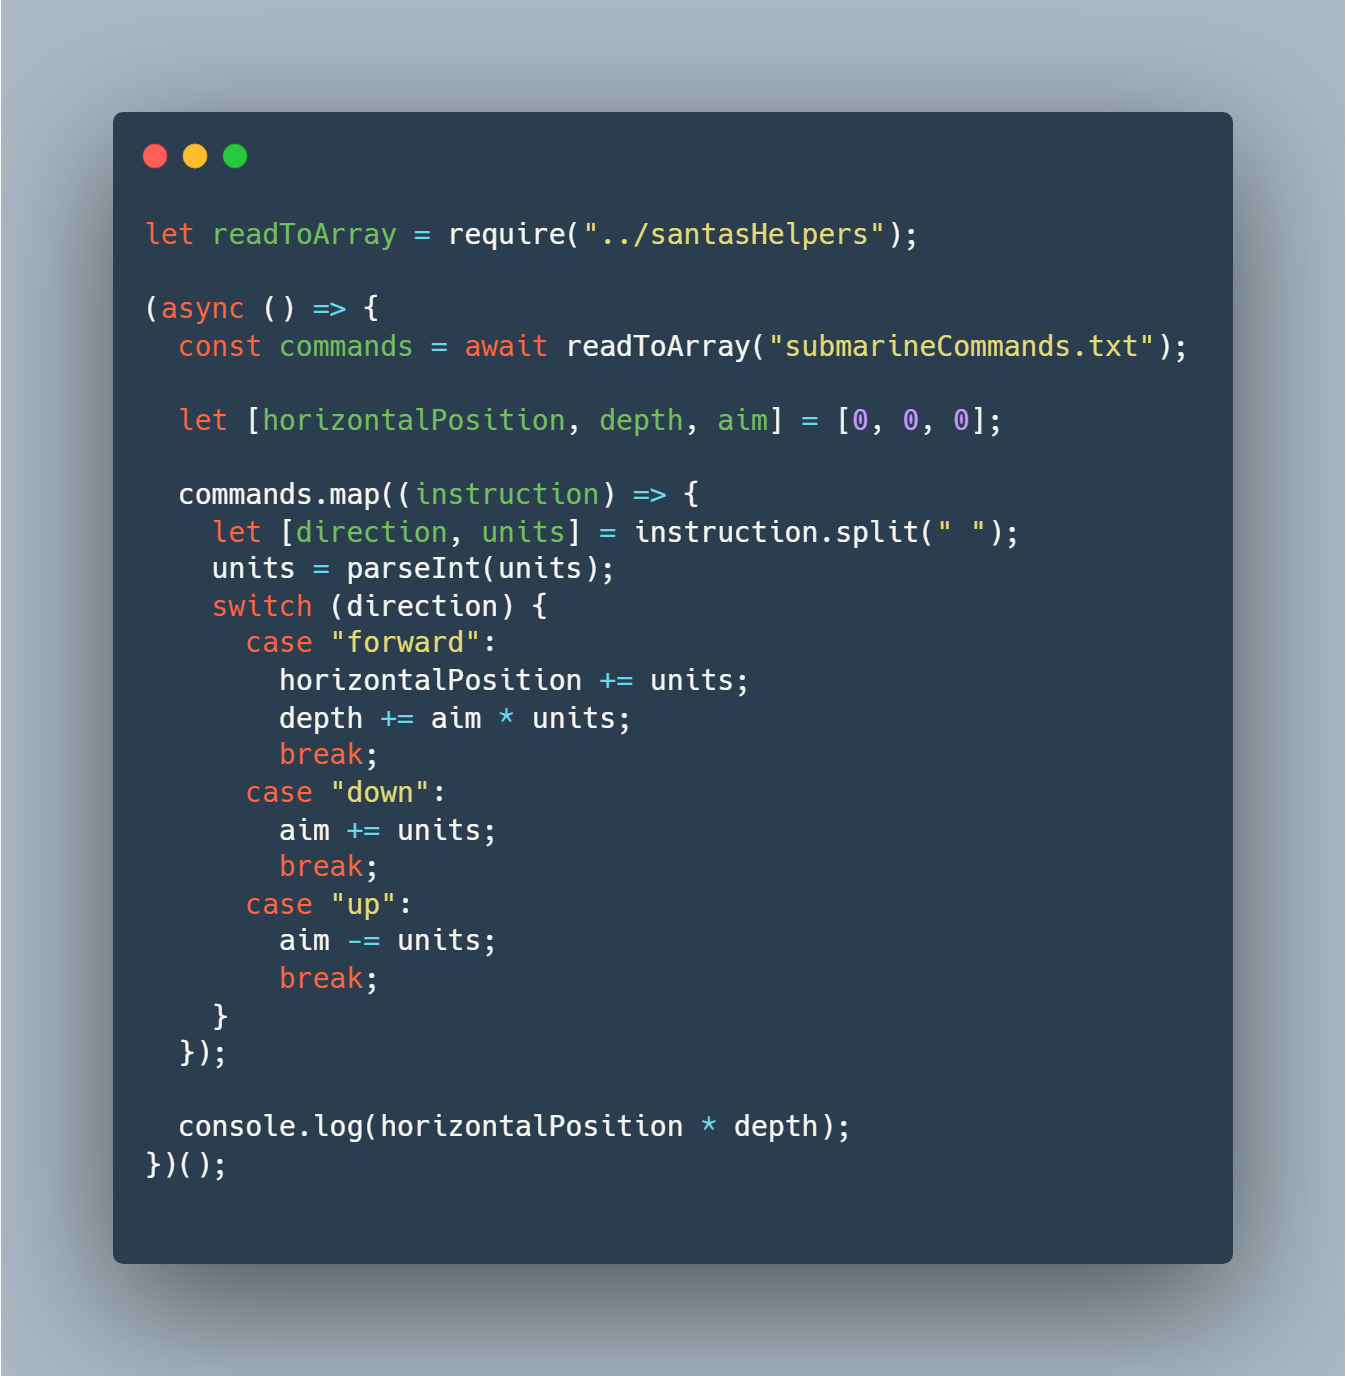 let readToArray = require("../santasHelpers");

(async () => {
  const commands = await readToArray("submarineCommands.txt");

  let [horizontalPosition, depth, aim] = [0, 0, 0];

  commands.map((instruction) => {
    let [direction, units] = instruction.split(" ");
    units = parseInt(units);
    switch (direction) {
      case "forward":
        horizontalPosition += units;
        depth += aim * units;
        break;
      case "down":
        aim += units;
        break;
      case "up":
        aim -= units;
        break;
    }
  });

  console.log(horizontalPosition * depth);
})();